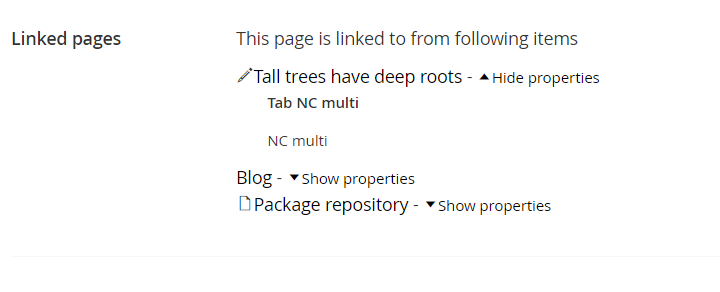 Linked pages
This page is linked to from following items
Tall trees have deep roots - Hide properties
Tab NC multi
NC multi
Blog - Show properties
Package repository - Show properties